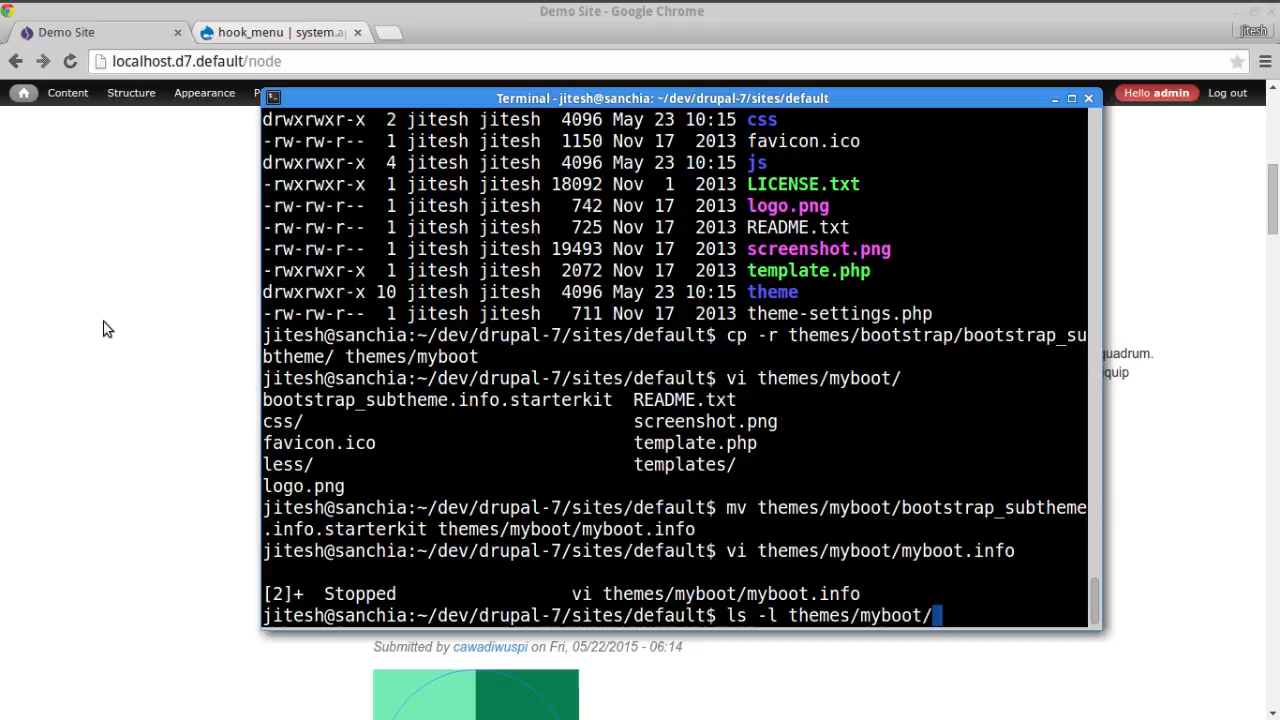 Demo Site - Google Chrome
Demo Site
hook_menu | system.a
jitesh
localhost.d7.default/node
Content Structure Appearance P
Hello admin Log out
Terminal - jitesh@sanchia: ~/dev/drupal-7/sites/default
drwxrwxr-x 2 jitesh jitesh 4096 May 23 10:15 css
-rw-rw-r-- 1 jitesh jitesh 1150 Nov 17 2013 favicon.ico
drwxrwxr-x 4 jitesh jitesh 4096 May 23 10:15 js
-rwxrwxr-x 1 jitesh jitesh 18092 Nov 1 2013 LICENSE.txt
-rw-rw-r-- 1 jitesh jitesh 742 Nov 17 2013 logo.png
-rw-rw-r-- 1 jitesh jitesh 725 Nov 17 2013 README.txt
-rw-rw-r-- 1 jitesh jitesh 19493 Nov 17 2013 screenshot.png
-rwxrwxr-x 1 jitesh jitesh 2072 Nov 17 2013 template.php
drwxrwxr-x 10 jitesh jitesh 4096 May 23 10:15 theme
-rw-rw-r-- 1 jitesh jitesh 711 Nov 17 2013 theme-settings.php
jitesh@sanchia:~/dev/drupal-7/sites/default$ cp -r themes/bootstrap/bootstrap_su
btheme/ themes/myboot
jitesh@sanchia:~/dev/drupal-7/sites/default$ vi themes/myboot/
bootstrap_subtheme.info.starterkit README.txt
css/ screenshot.png
favicon.ico template.php
less/ templates/
logo.png
jitesh@sanchia:~/dev/drupal-7/sites/default$ mv themes/myboot/bootstrap_subtheme
.info.starterkit themes/myboot/myboot.info
jitesh@sanchia:~/dev/drupal-7/sites/default$ vi themes/myboot/myboot.info
[2]+ Stopped vi themes/myboot/myboot.info
jitesh@sanchia:~/dev/drupal-7/sites/default$ ls -l themes/myboot/
quadrum.
quip
Submitted by cawadiwuspi on Fri, 05/22/2015 - 06:14